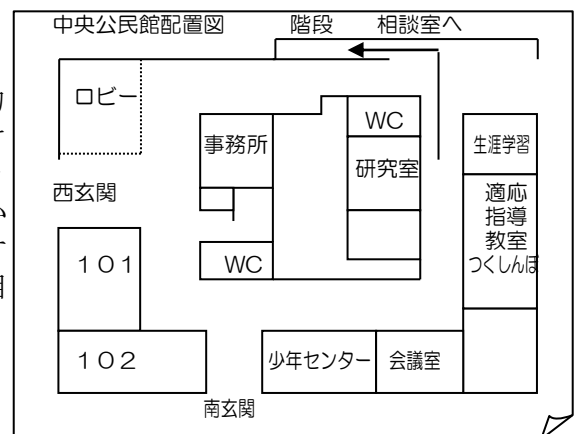 中央公民館配置図
階段 相談室へ
ロビー
WC
事務所
生涯学習
研究室
西玄関
適応
指導
教室
つくしんぼ
101
WC
102
少年センター
会議室
南玄関